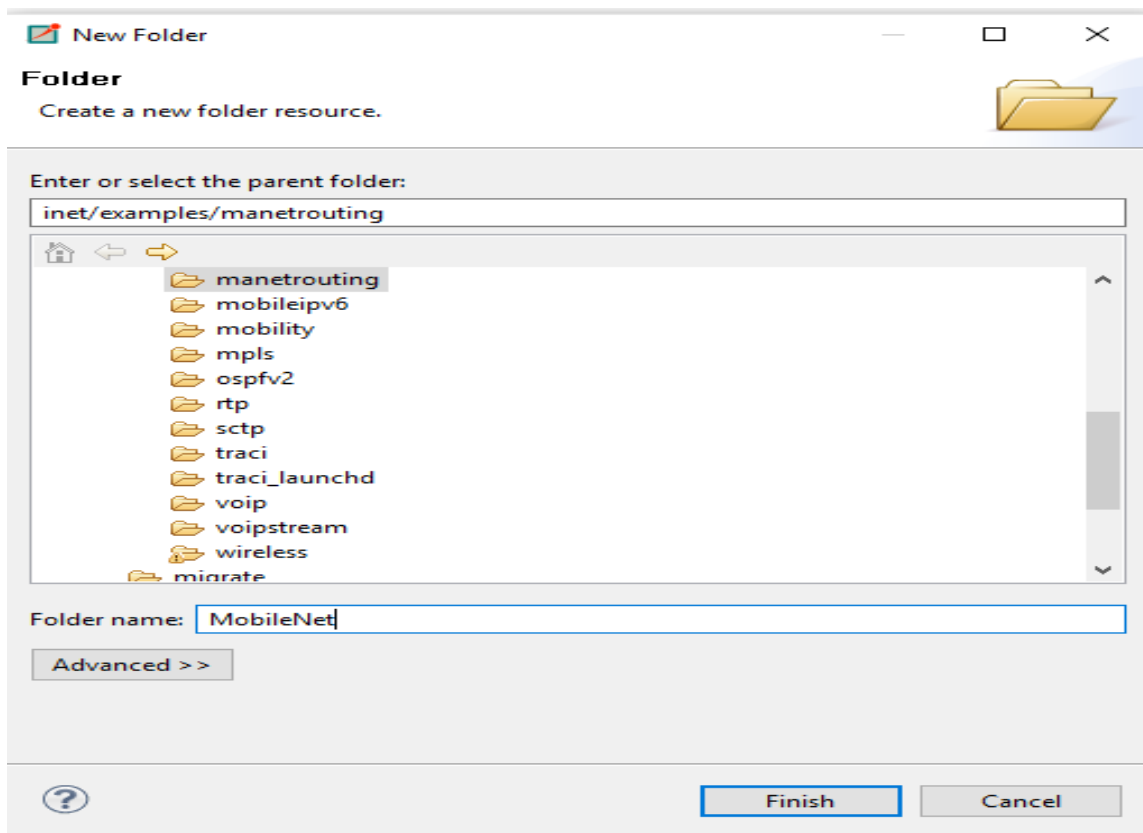 New Folder
Folder
Create a new folder resource.
Enter or select the parent folder:
inet/examples/manetrouting
manetrouting
mobileipv6
mobility
mpls
ospfv2
rtp
sctp
traci
traci_launchd
voip
voipstream
wireless
migrate
Folder name: MobileNet
Advanced >>
?
Finish Cancel